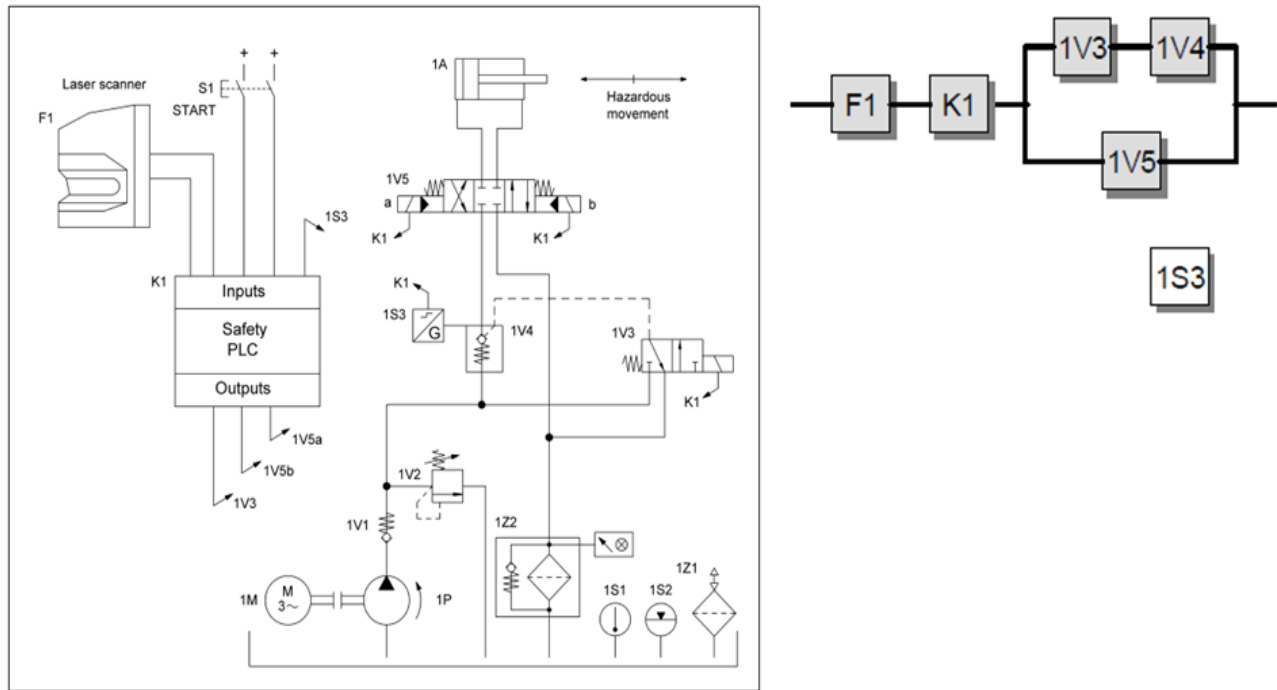 Laser scanner
F1
+ +
S1
START
1A
Hazardous
movement
1V5
a
b
K1
K1
1S3
K1
Inputs
Safety
PLC
Outputs
1V5a
1V5b
1V3
K1
1S3
G
1V4
1V3
K1
1V2
1V1
1Z2
1M
M
3~
1P
1S1
1S2
1Z1
F1
K1
1V3
1V4
1V5
1S3